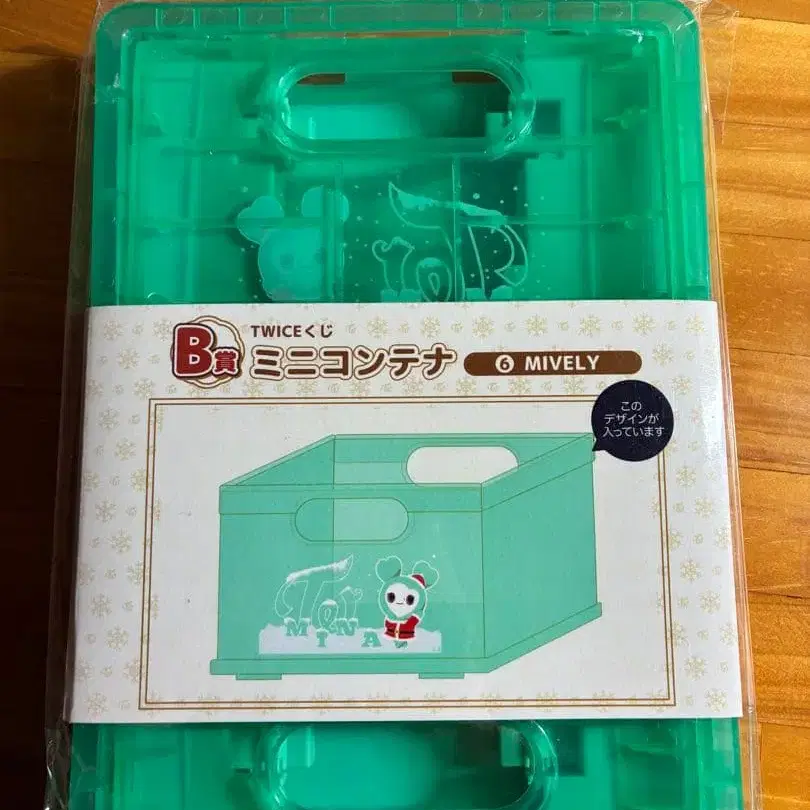 TWICEくじ
B賞 ミニコンテナ
6 MIVELY
この
デザインが
入っています
MINA